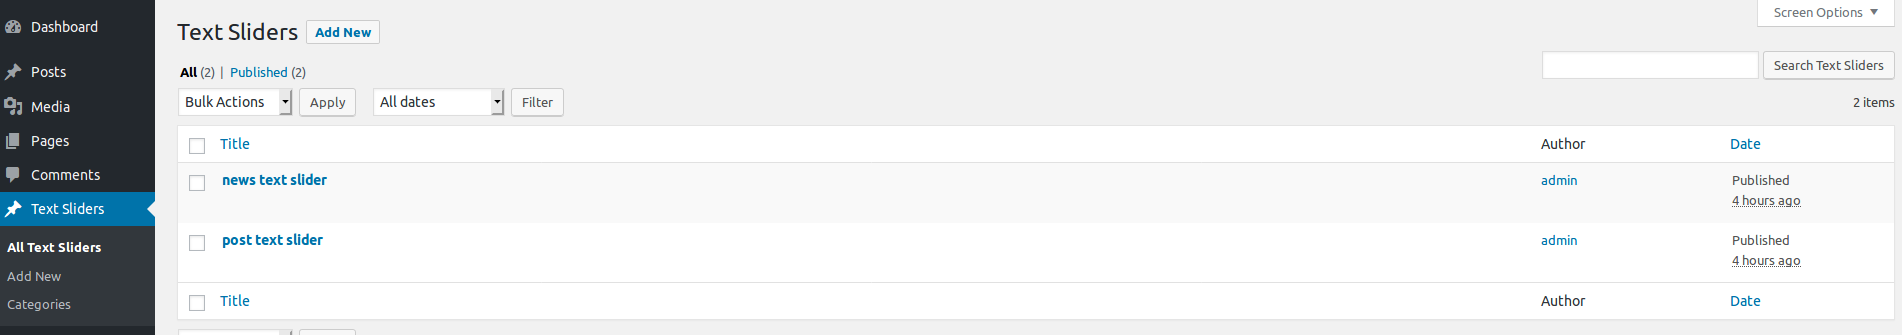 Dashboard
Posts
Media
Pages
Comments
Text Sliders
All Text Sliders
Add New
Categories
Screen Options
Text Sliders Add New
All (2) | Published (2)
Search Text Sliders
Bulk Actions Apply All dates Filter
2 items
Title Author Date
news text slider admin Published
4 hours ago
post text slider admin Published
4 hours ago
Title Author Date